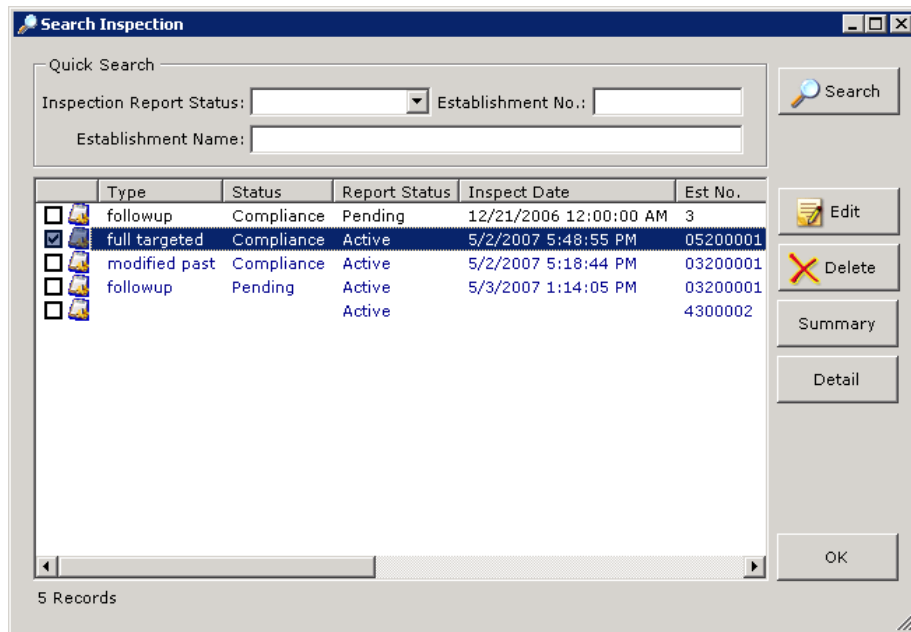 Search Inspection
Quick Search
Inspection Report Status: Establishment No.:
Establishment Name:
Search
Type Status Report Status Inspect Date Est No.
followup Compliance Pending 12/21/2006 12:00:00 AM 3
full targeted Compliance Active 5/2/2007 5:48:55 PM 05200001
modified past Compliance Active 5/2/2007 5:18:44 PM 03200001
followup Pending Active 5/3/2007 1:14:05 PM 03200001
Active 4300002
Edit
Delete
Summary
Detail
OK
5 Records